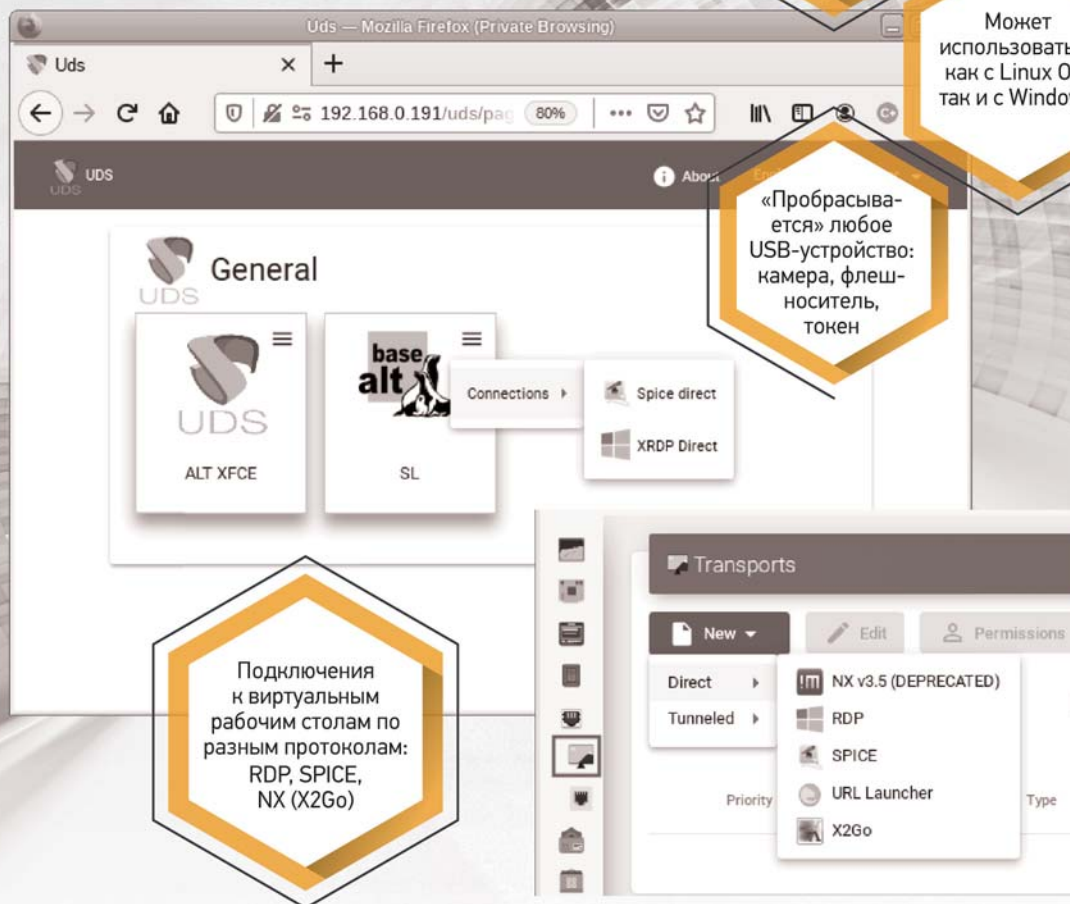 Uds — Mozilla Firefox (Private Browsing)
Может
как с Linux
так и с
Uds
192.168.0.191/uds/pag
80%
UDS
UDS
About
«Пробрасыва-
ется» любое
USB-устройство:
камера, флеш-
носитель,
токен
General
UDS
UDS
ALT XFCE
base
alt
SL
Connections
Spice direct
XRDP Direct
Подключения
к виртуальным
рабочим столам по
разным протоколам:
RDP, SPICE,
NX (X2Go)
Transports
New
Edit
Permissions
Direct
Tunneled
NX v3.5 (DEPRECATED)
RDP
SPICE
URL Launcher
X2Go
Priority
Type